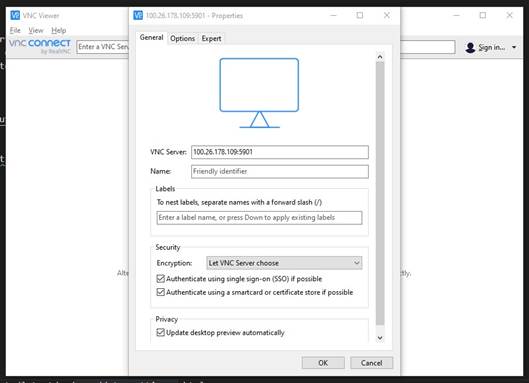 VNC Viewer
File View Help
vnc connect
by RealVNC
Enter a VNC Serv
Sign in...
100.26.178.109:5901 - Properties
General Options Expert
VNC Server: 100.26.178.109:5901
Name: Friendly identifier
Labels
To nest labels, separate names with a forward slash (/)
Enter a label name, or press Down to apply existing labels
Security
Encryption: Let VNC Server choose
Authenticate using single sign-on (SSO) if possible
Authenticate using a smartcard or certificate store if possible
Privacy
Update desktop preview automatically
OK Cancel
Alte
ctly.